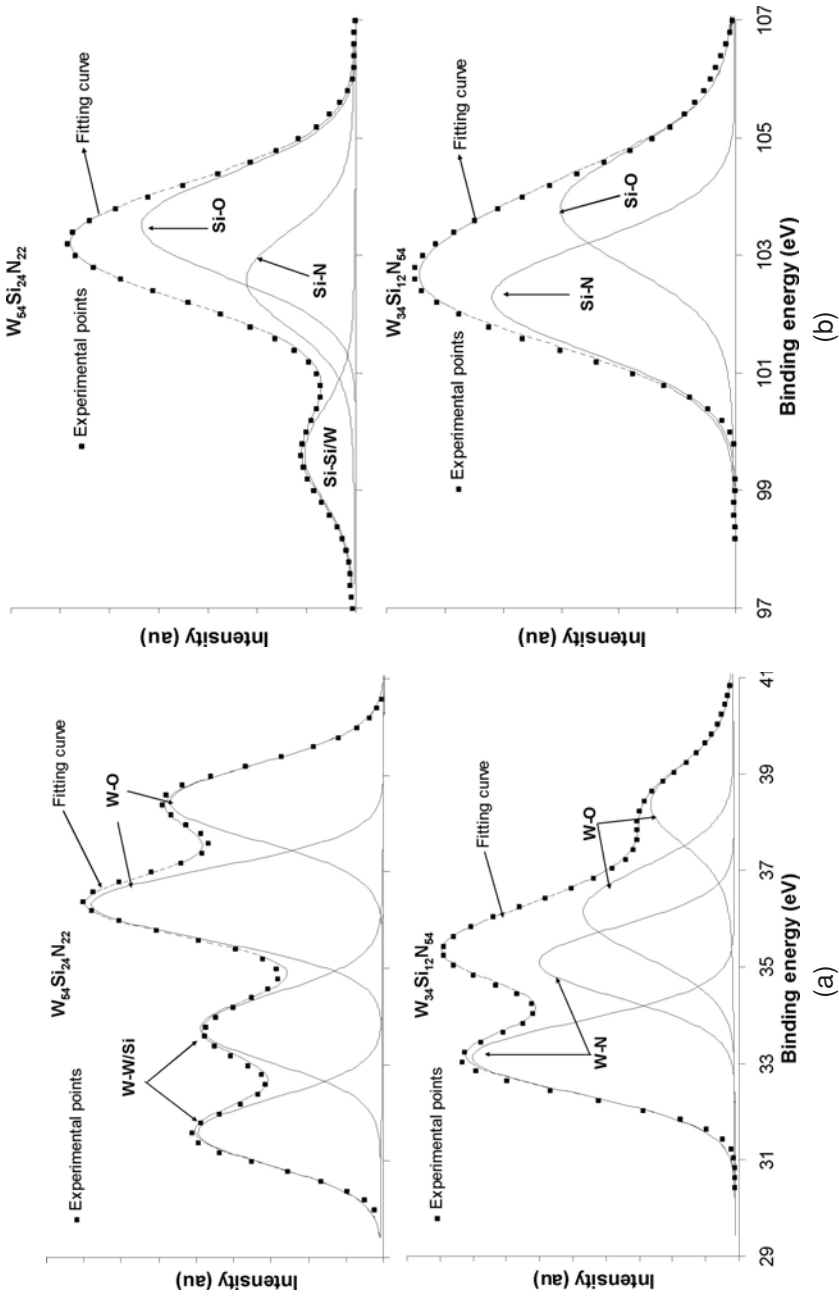 W54Si24N22
■ Experimental points
Fitting curve
W-W/Si
W-O
Intensity (au)
W34Si12N54
■ Experimental points
Fitting curve
W-N
W-O
Intensity (au)
29 31 33 35 37 39 41
Binding energy (eV)
(a)
W54Si24N22
■ Experimental points
Fitting curve
Si-O
Si-N
Si-Si/W
Intensity (au)
W34Si12N54
■ Experimental points
Fitting curve
Si-N
Si-O
Intensity (au)
97 99 101 103 105 107
Binding energy (eV)
(b)